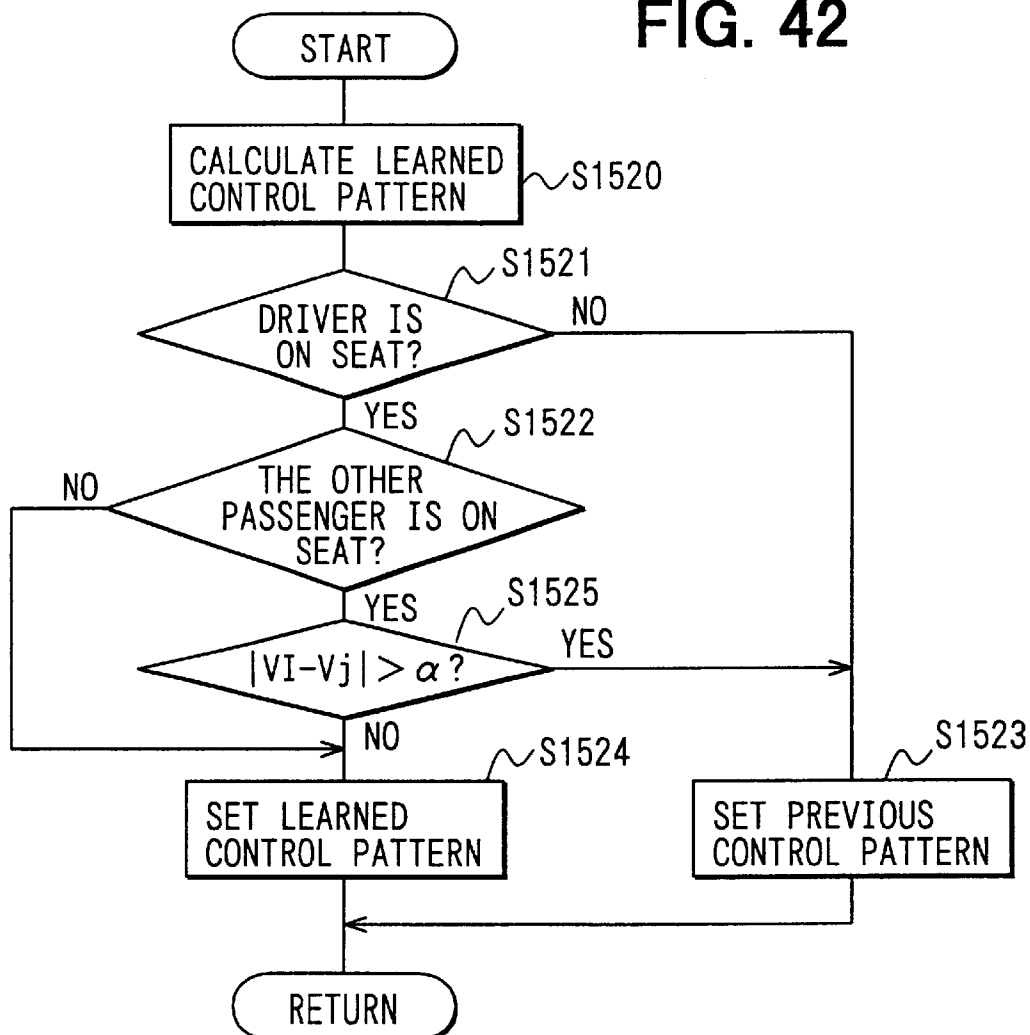 FIG. 42
START
CALCULATE LEARNED
CONTROL PATTERN
S1520
S1521
DRIVER IS
ON SEAT?
NO
YES
S1522
THE OTHER
PASSENGER IS ON
SEAT?
NO
YES
S1525
|VI-Vj|>α?
YES
NO
S1524
SET LEARNED
CONTROL PATTERN
S1523
SET PREVIOUS
CONTROL PATTERN
RETURN